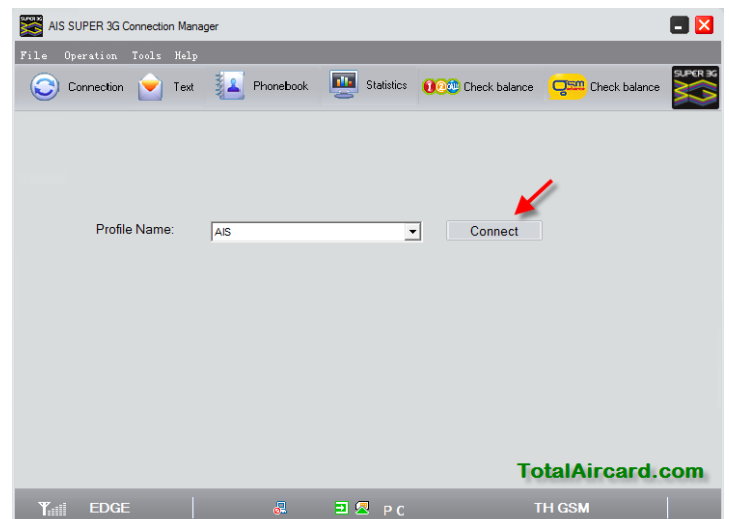 AIS SUPER 3G Connection Manager
File Operation Tools Help
Connection Text Phonebook Statistics Check balance Check balance
SUPER 3G
Profile Name: AIS Connect
TotalAircard.com
EDGE P C TH GSM